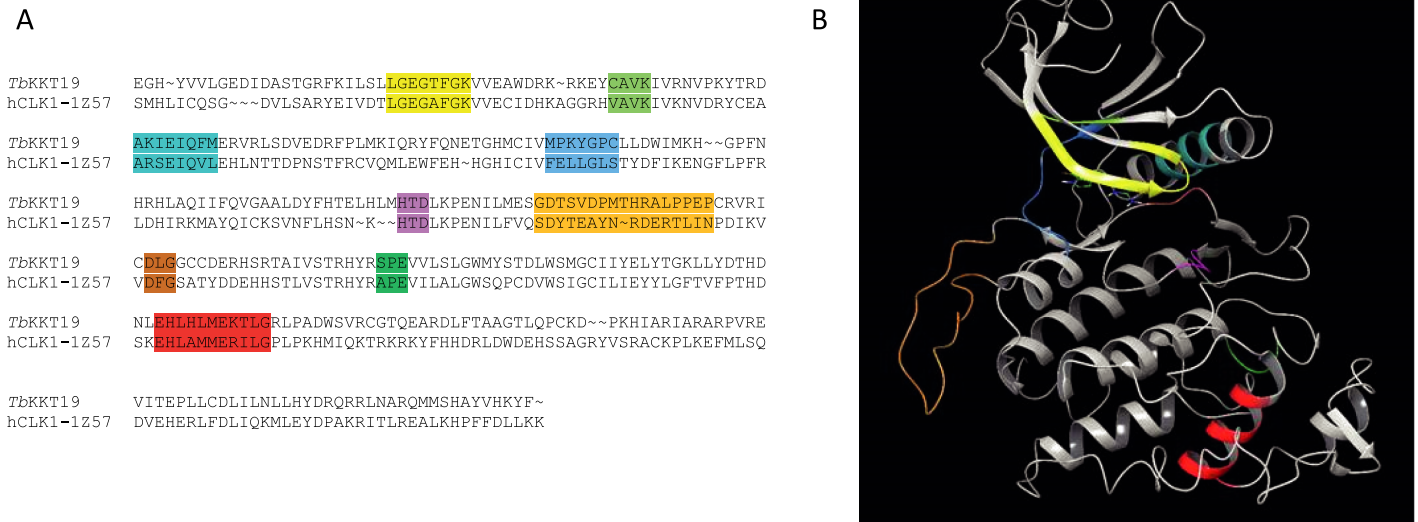 A
B
TbKKT19 EGH~YVVLGEDIDASTGRFKILSLLGEGTFGKVVEAWDRK~RKEYCAVKIVRNVPKYTRD
hCLK1-1Z57 SMHLICQSG~~~DVLSARYEIVDTLGEGAFGKVVECIDHKAGGRHVAVKIVKNVDRYCEA
TbKKT19 AKIEIQFMERVRLSDVEDRFPLMKIQRYFQNETGHMCIVMPKYGPCLLDWIMKH~~GPFN
hCLK1-1Z57 ARSEIQVLEHLNTTDPNSTFRCVQMLEWFEH~HGHICIVFELLGLSTYDFIKENGFLPFR
TbKKT19 HRHLAQIIFQVGAALDYFHTELHLMHTDLKPENILMESGDTSVDPMTHRALPPEPCRVRI
hCLK1-1Z57 LDHIRKMAYQICKSVNFLHSN~K~~HTDLKPENILFVQSDYTEAYN~RDERTLINPDIKV
TbKKT19 CDLGGCCDERHSRTAIVSTRHYRSPEVVLSLGWMYSTDLWSMGCIIYELYTGKLLYDTHD
hCLK1-1Z57 VDFGSATYDDEHHSTLVSTRHYRAPEVILALGWSQPCDVWSIGCILIEYYLGFTVFPTHD
TbKKT19 NLEHLHLMEKTLGRLPADWSVRCGTQEARDLFTAAGTLQPCKD~~PKHIARIARARPVRE
hCLK1-1Z57 SKEHLAMMERILGPLPKHMIQKTRKRKYFHHDRLDWDEHSSAGRYVSRACKPLKEFMLSQ
TbKKT19 VITEPLLCDLILNLLHYDRQRRLNARQMMSHAYVHKYF~
hCLK1-1Z57 DVEHERLFDLIQKMLEYDPAKRITLREALKHPFFDLLKK